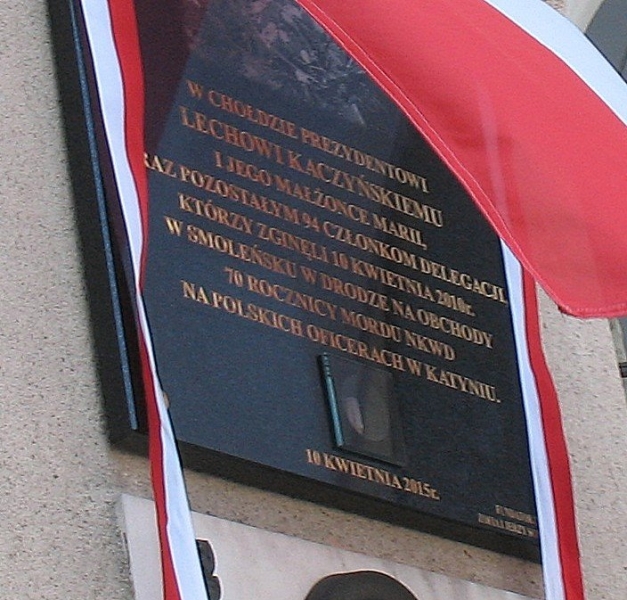 W CHOŁDZIE PREZYDENTOWI
LECHOWI KACZYŃSKIEMU
I JEGO MAŁŻONCE MARII,
RAZ POZOSTAŁYM 94 CZŁONKOM DELEGACJI,
KTÓRZY ZGINĘLI 10 KWIETNIA 2010r.
W SMOLEŃSKU W DRODZE NA OBCHODY
70 ROCZNICY MORDU NKWD
NA POLSKICH OFICERACH W KATYNIU.
10 KWIETNIA 2015r.